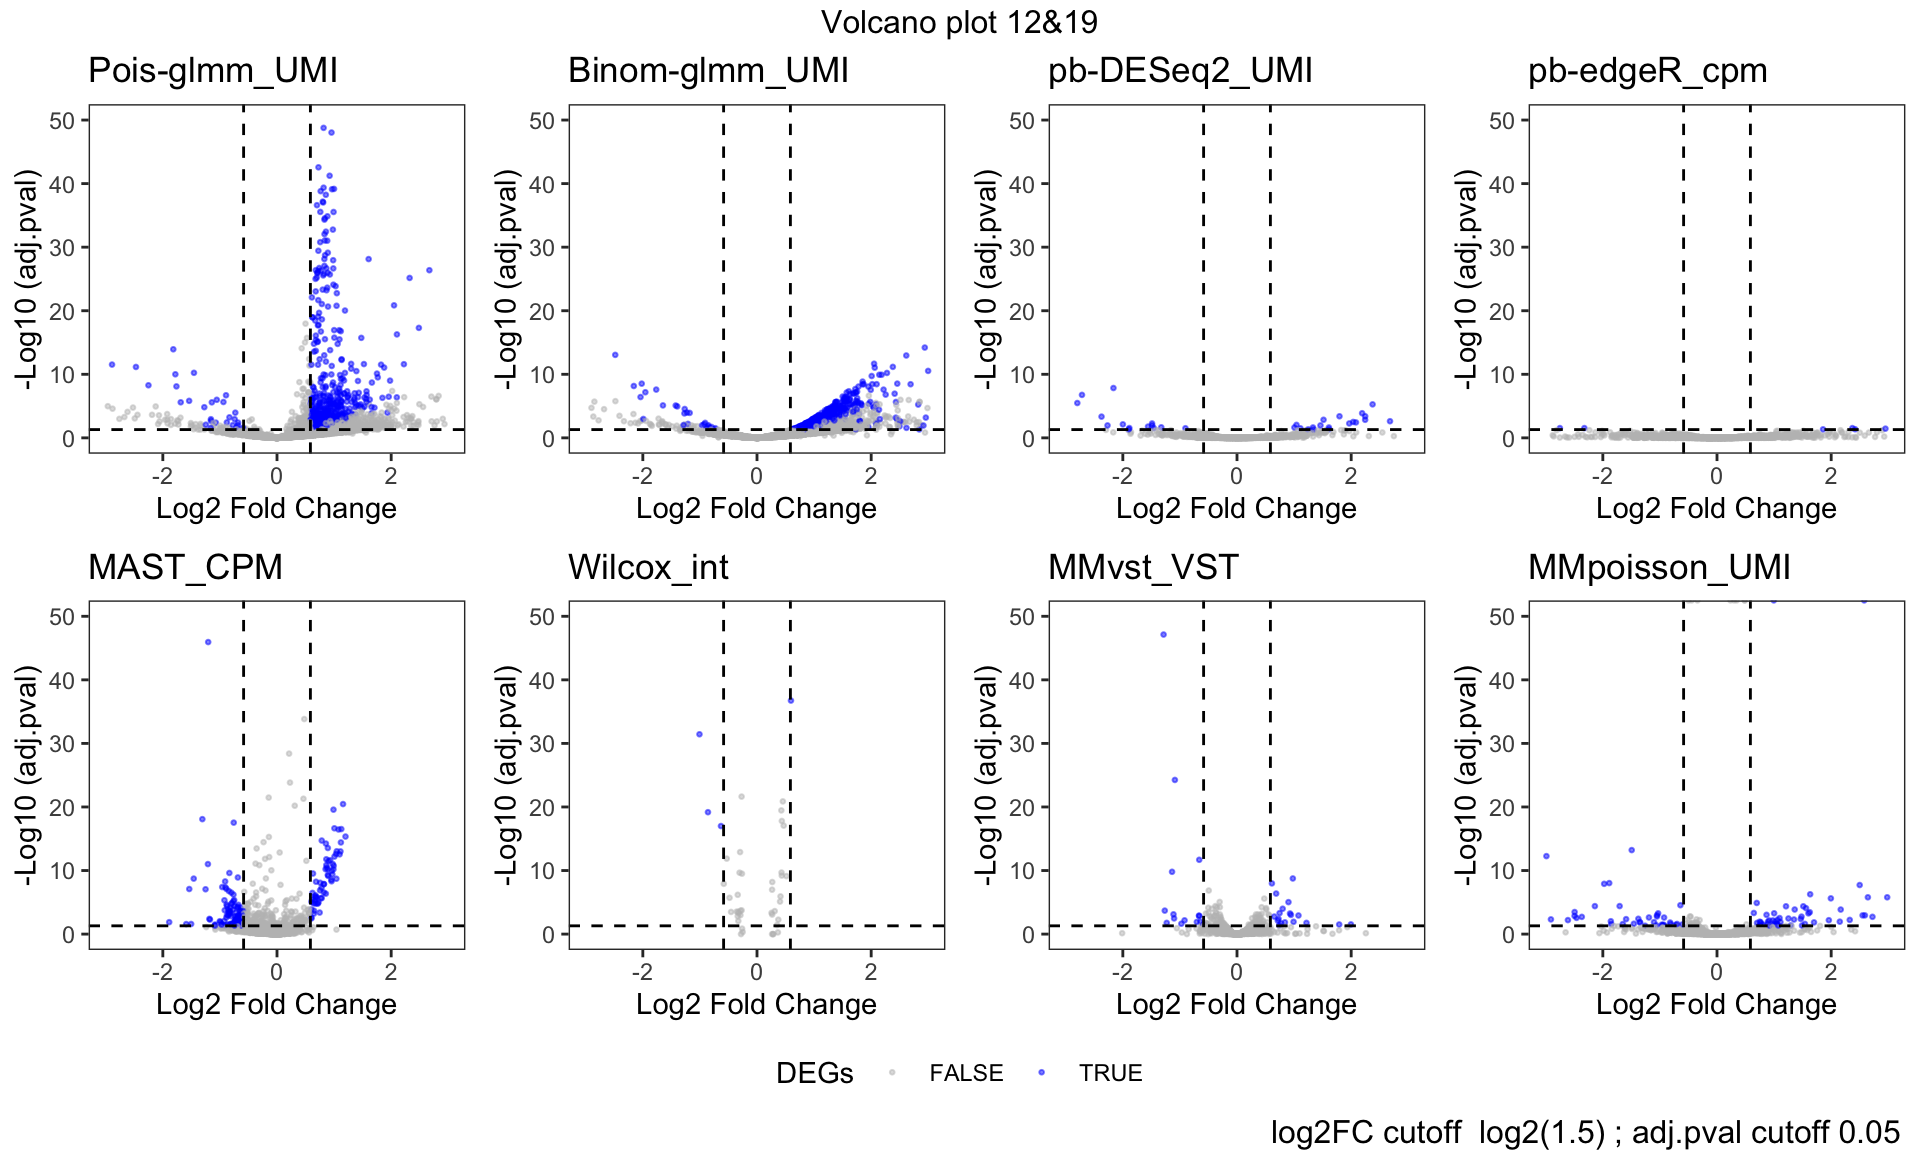 Volcano plot 12&19
Pois-glmm_UMI
Binom-glmm_UMI
pb-DESeq2_UMI
pb-edgeR_cpm
-Log10 (adj.pval)
50
40
30
20
10
0
-2
0
2
Log2 Fold Change
-Log10 (adj.pval)
50
40
30
20
10
0
-2
0
2
Log2 Fold Change
-Log10 (adj.pval)
50
40
30
20
10
0
-2
0
2
Log2 Fold Change
-Log10 (adj.pval)
50
40
30
20
10
0
-2
0
2
Log2 Fold Change
MAST_CPM
Wilcox_int
MMvst_VST
MMpoisson_UMI
-Log10 (adj.pval)
50
40
30
20
10
0
-2
0
2
Log2 Fold Change
-Log10 (adj.pval)
50
40
30
20
10
0
-2
0
2
Log2 Fold Change
-Log10 (adj.pval)
50
40
30
20
10
0
-2
0
2
Log2 Fold Change
-Log10 (adj.pval)
50
40
30
20
10
0
-2
0
2
Log2 Fold Change
DEGs FALSE TRUE
log2FC cutoff  log2(1.5) ; adj.pval cutoff 0.05